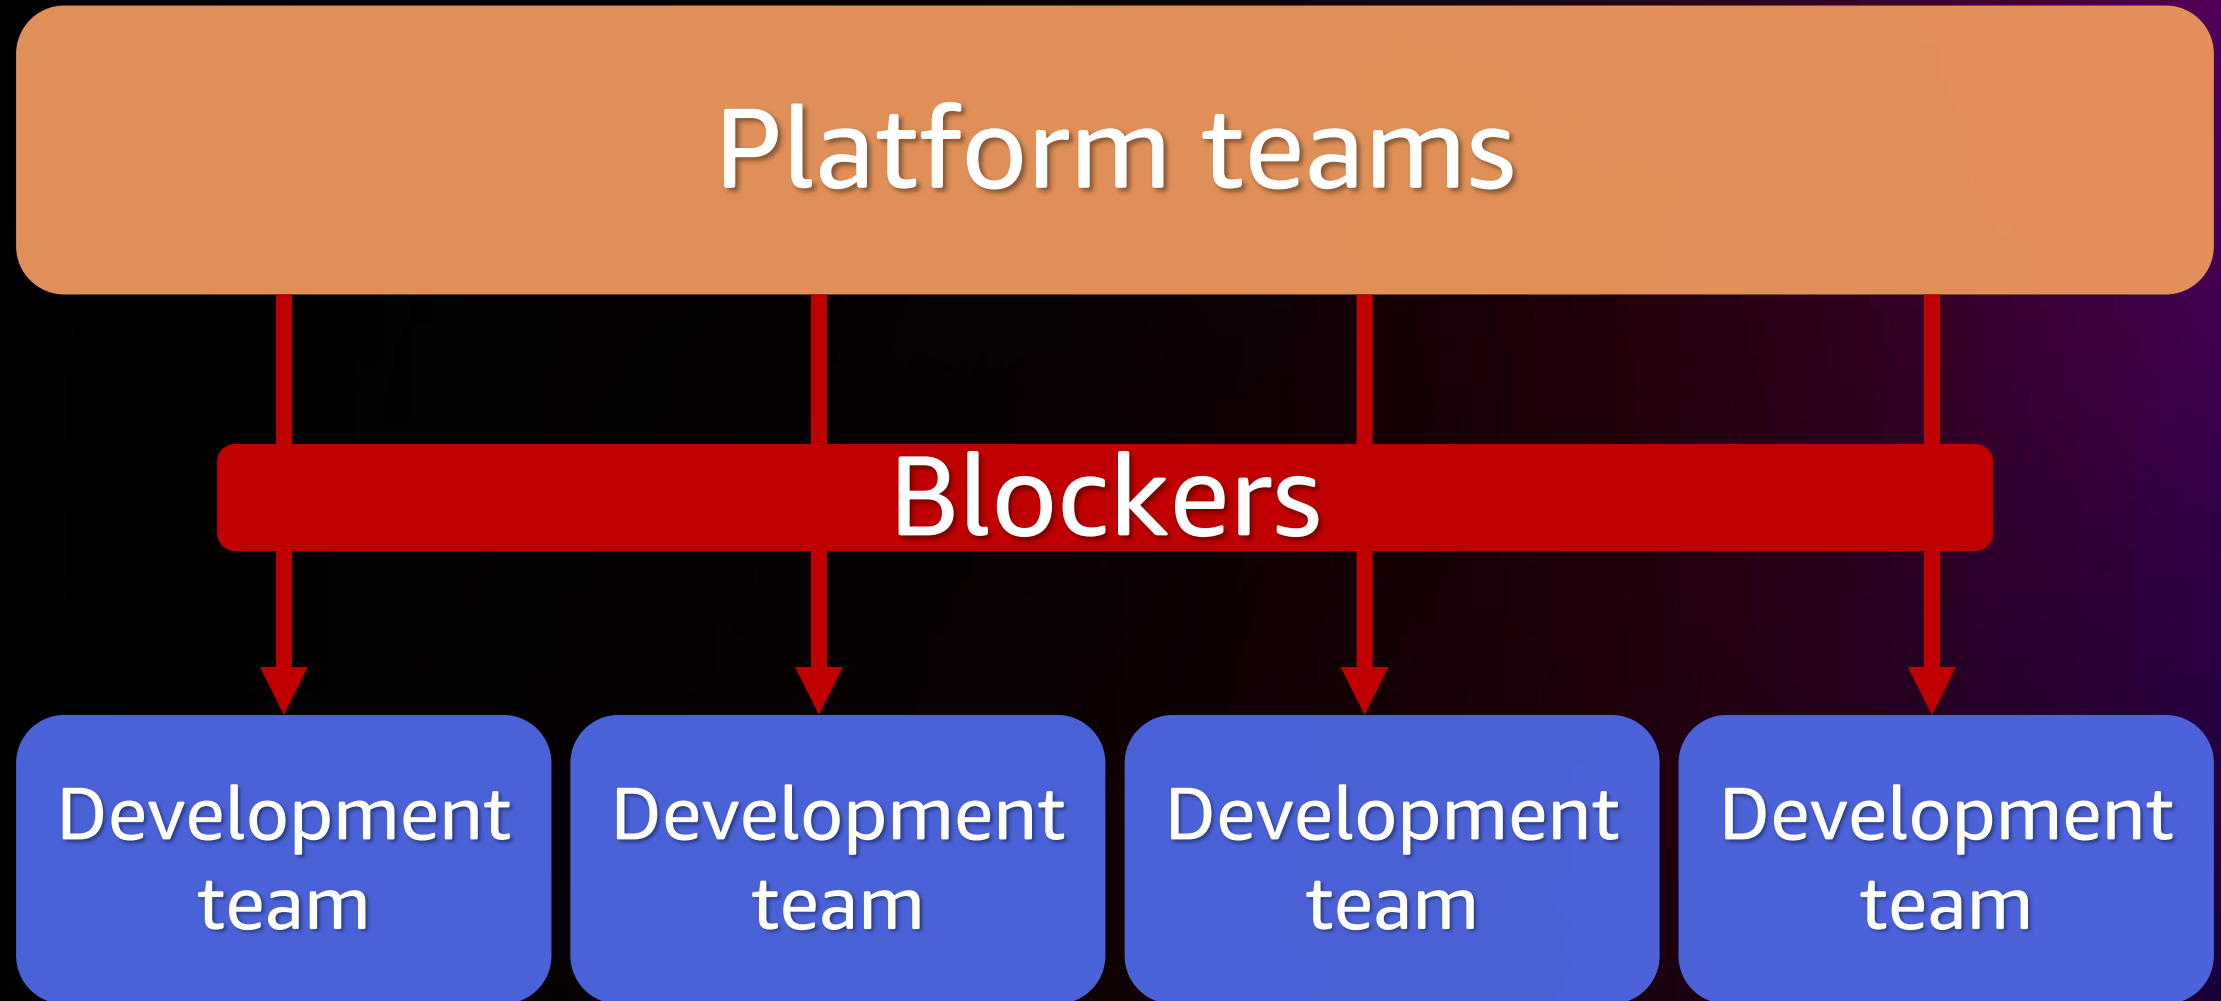 Platform teams
Blockers
Development
team
Development
team
Development
team
Development
team